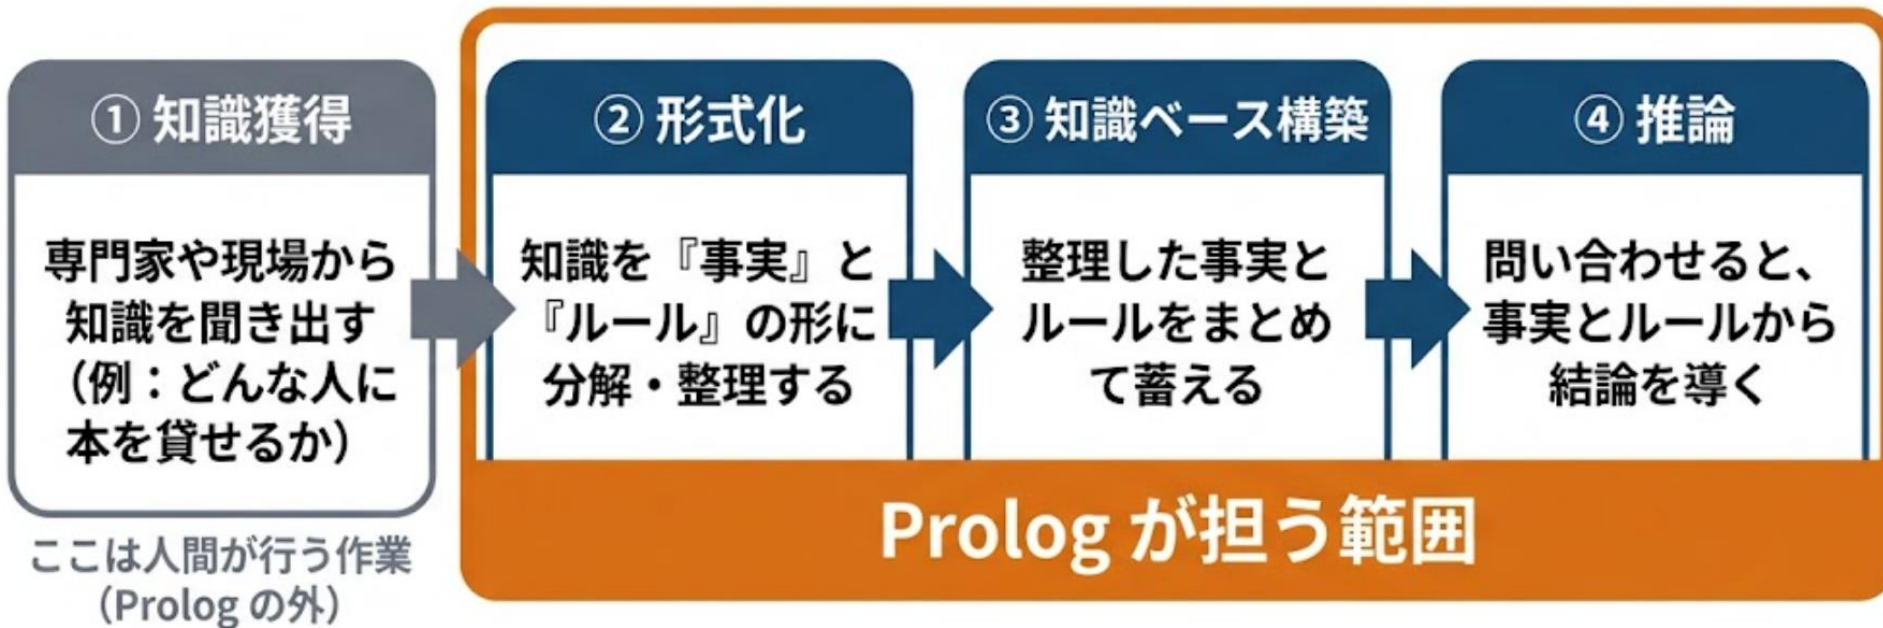 ① 知識獲得
専門家や現場から
知識を聞き出す
（例：どんな人に
本を貸せるか）
ここは人間が行う作業
（Prolog の外）
② 形式化
知識を『事実』と
『ルール』の形に
分解・整理する
③ 知識ベース構築
整理した事実と
ルールをまとめ
て蓄える
④ 推論
問い合わせると、
事実とルールから
結論を導く
Prolog が担う範囲